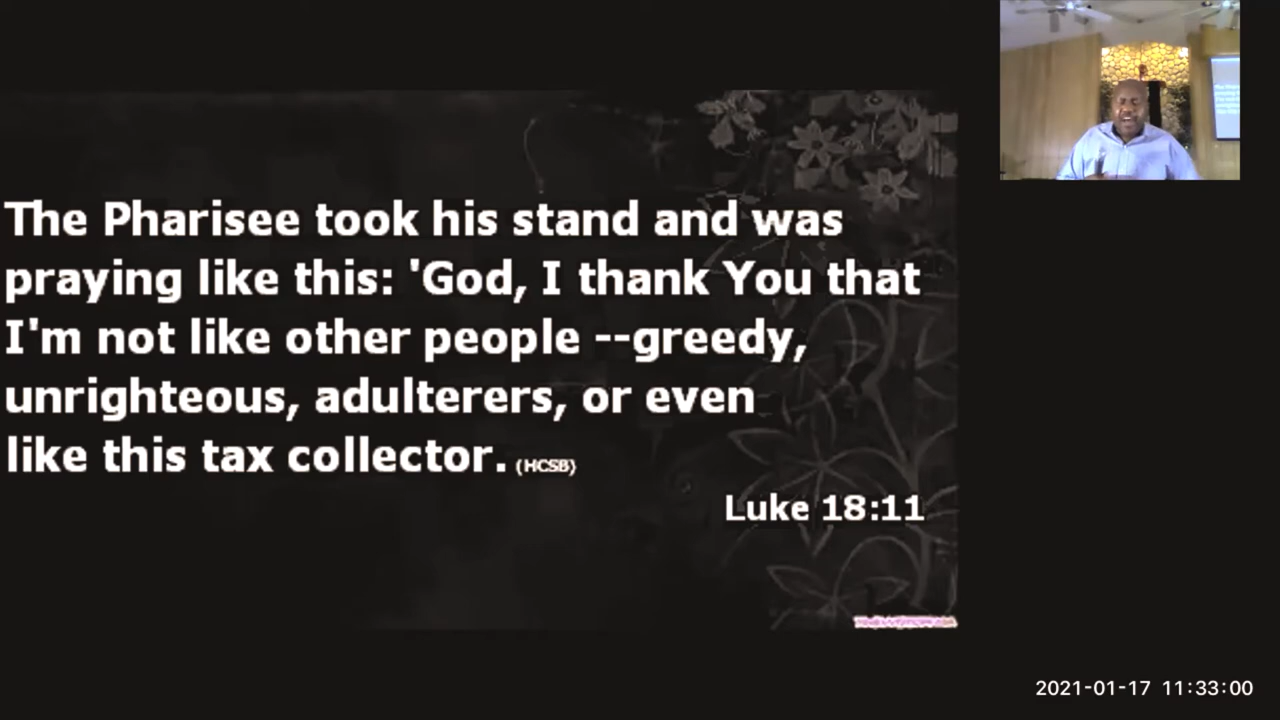 The Pharisee took his stand and was
praying like this: 'God, I thank You that
I'm not like other people --greedy,
unrighteous, adulterers, or even
like this tax collector. (HCSB)
Luke 18:11
2021-01-17 11:33:00